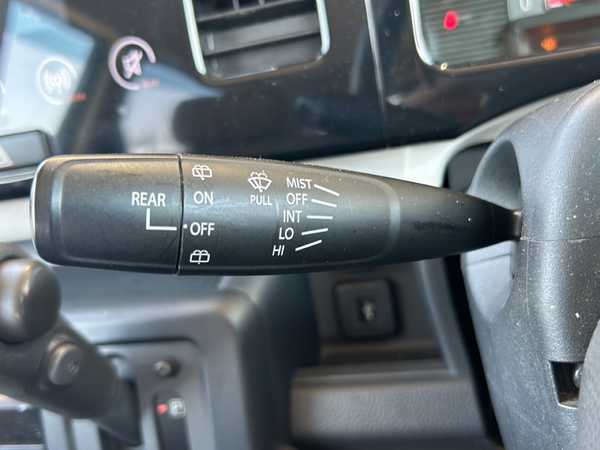 REAR
ON
OFF
PULL
MIST
OFF
INT
LO
HI